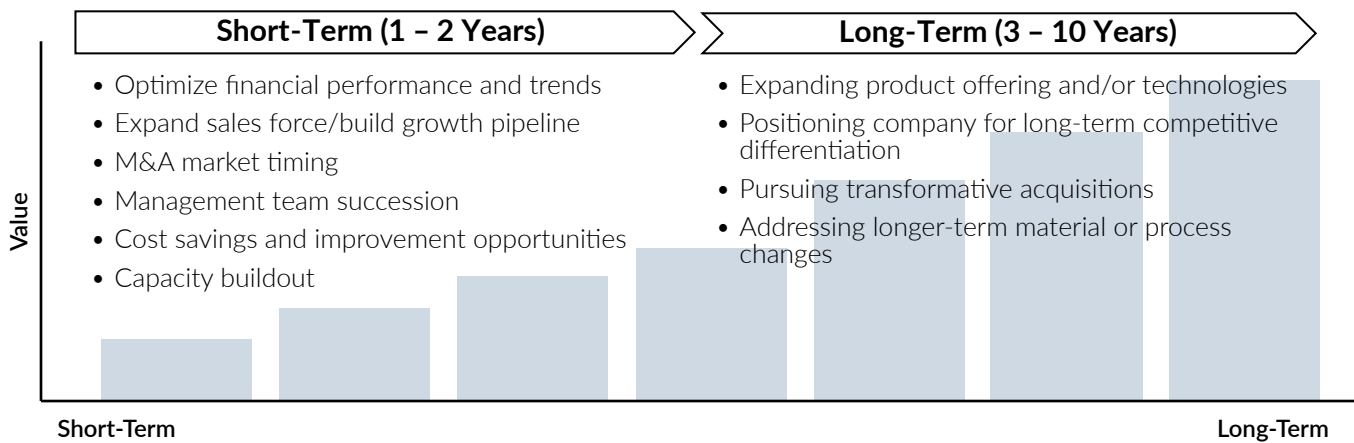 Short-Term (1 – 2 Years)
• Optimize financial performance and trends
• Expand sales force/build growth pipeline
• M&A market timing
• Management team succession
• Cost savings and improvement opportunities
• Capacity buildout
Long-Term (3 – 10 Years)
• Expanding product offering and/or technologies
• Positioning company for long-term competitive
differentiation
• Pursuing transformative acquisitions
• Addressing longer-term material or process
changes
Value
Short-Term
Long-Term